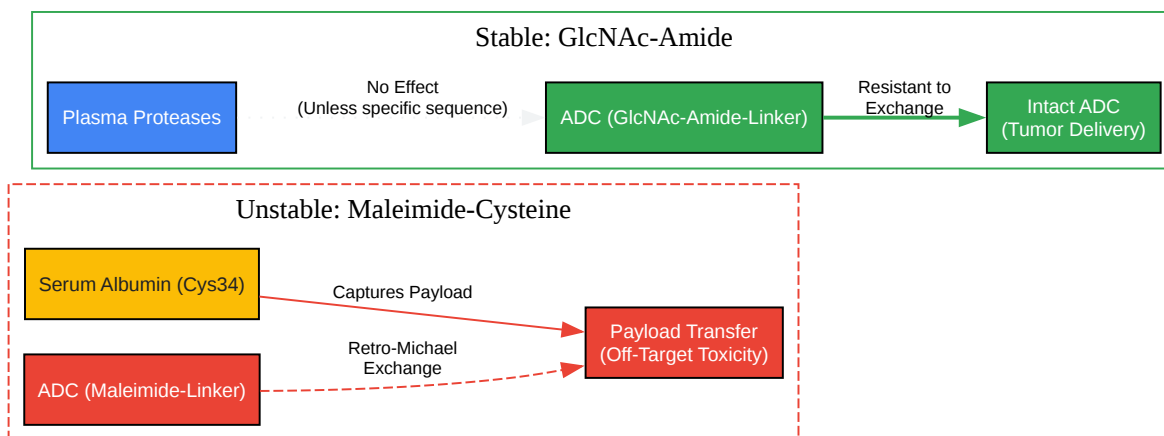 Stable: GlcNAc-Amide
Plasma Proteases
No Effect
(Unless specific sequence)
ADC (GlcNAc-Amide-Linker)
Resistant to
Exchange
Intact ADC
(Tumor Delivery)
Unstable: Maleimide-Cysteine
Serum Albumin (Cys34)
Captures Payload
Payload Transfer
(Off-Target Toxicity)
Retro-Michael
Exchange
ADC (Maleimide-Linker)